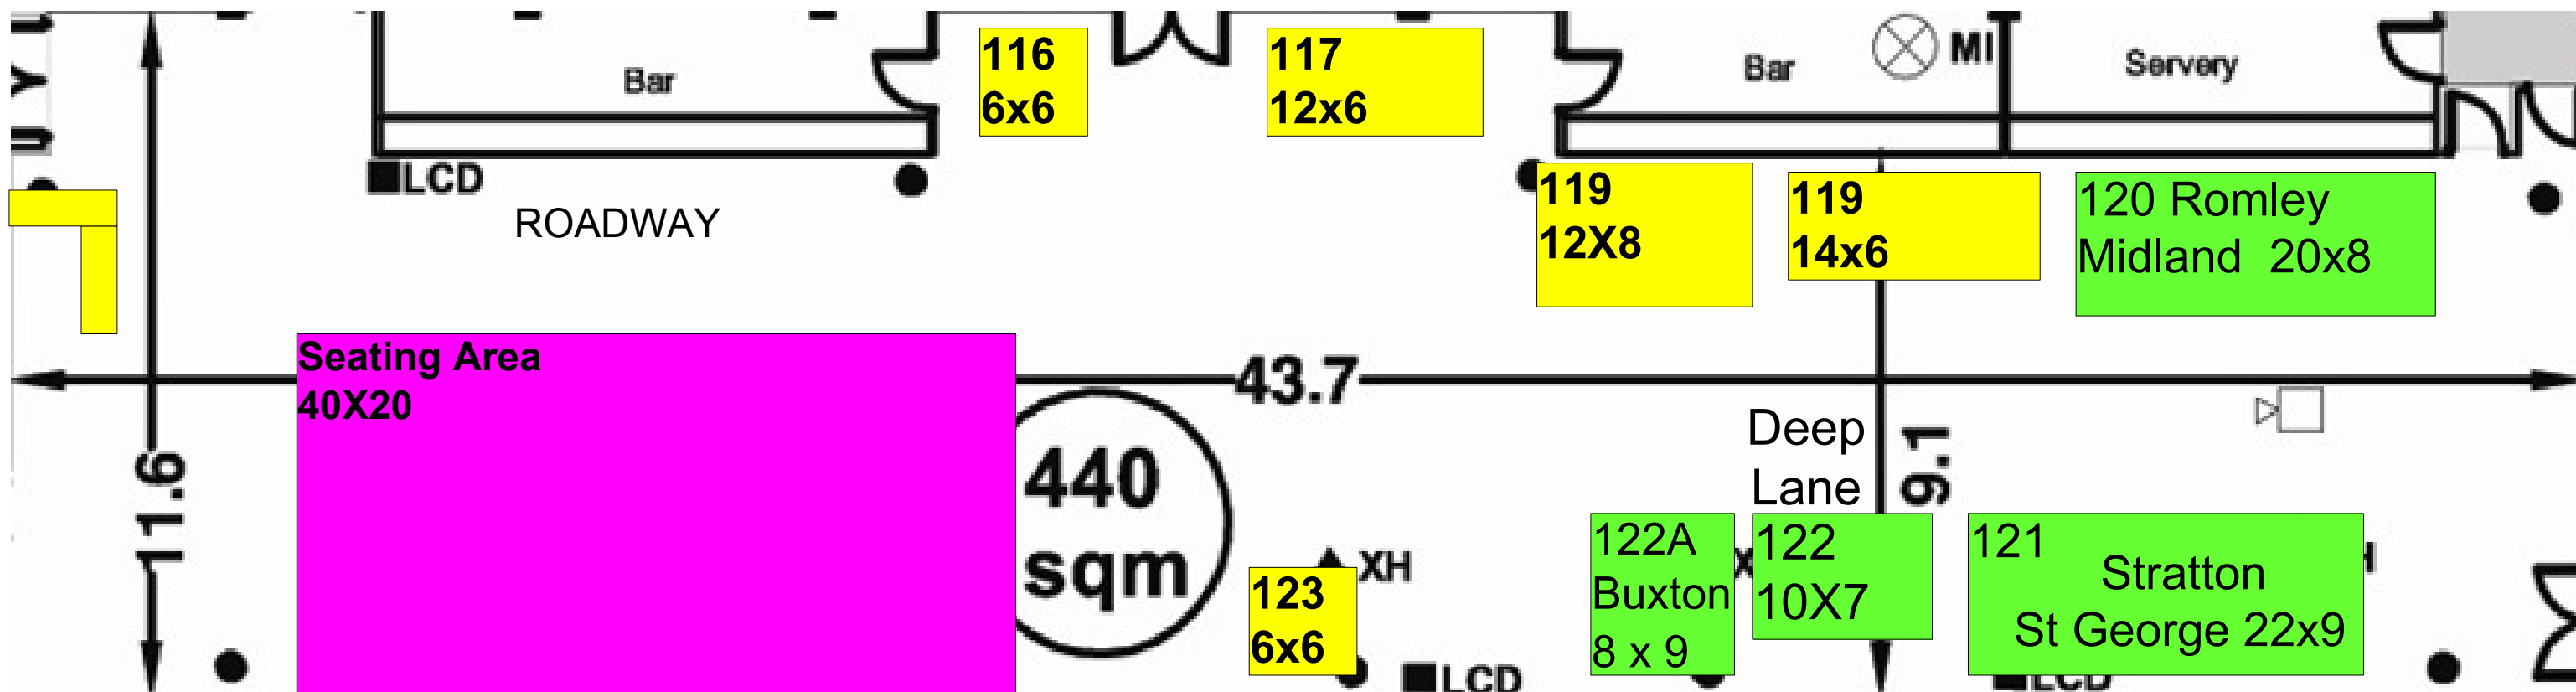 Bar
116
6x6
117
12x6
Bar
MI
Servery
LCD
ROADWAY
119
12X8
119
14x6
120 Romley
Midland 20x8
Seating Area
40X20
43.7
11.6
440
sqm
Deep
Lane
9.1
XH
123
6x6
LCD
122A
Buxton
8 x 9
X
122
10X7
121
Stratton
St George 22x9
H
LCD